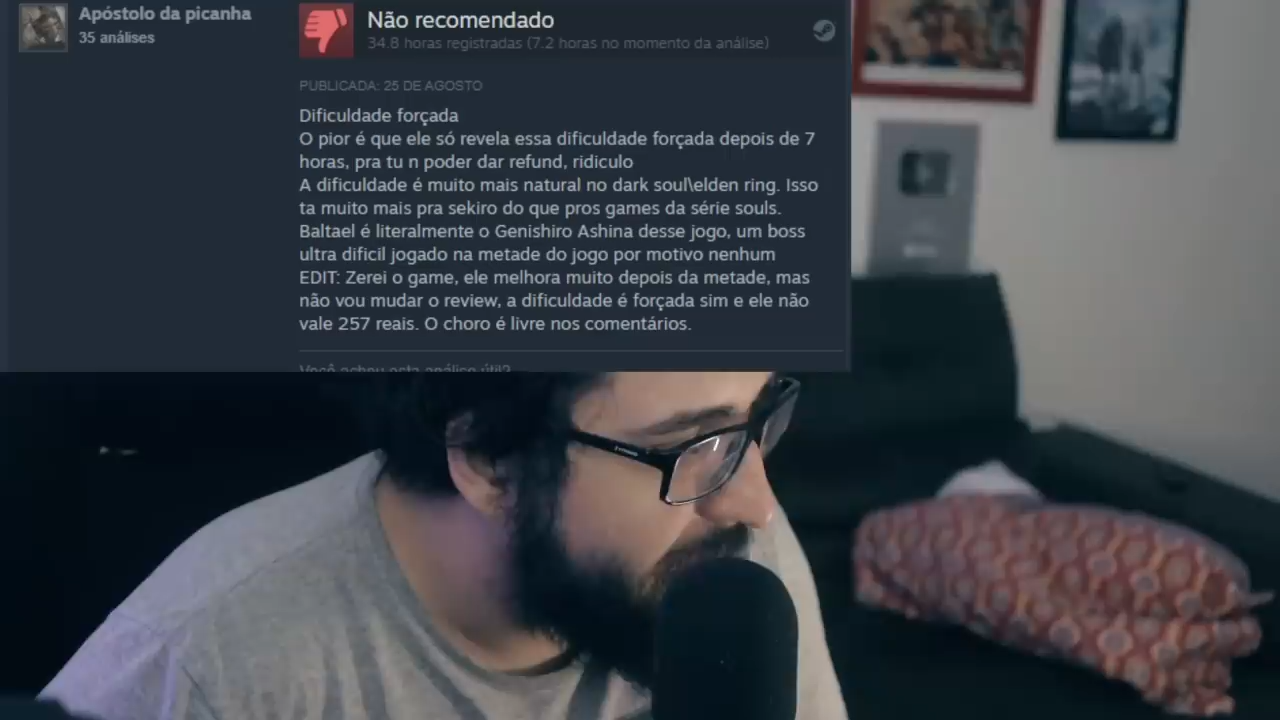 Apóstolo da picanha
35 análises
Não recomendado
34.8 horas registradas (7.2 horas no momento da análise)
PUBLICADA: 25 DE AGOSTO
Dificuldade forçada
O pior é que ele só revela essa dificuldade forçada depois de 7
horas, pra tu n poder dar refund, ridiculo
A dificuldade é muito mais natural no dark soul\elden ring. Isso
ta muito mais pra sekiro do que pros games da série souls.
Baltael é literalmente o Genishiro Ashina desse jogo, um boss
ultra dificil jogado na metade do jogo por motivo nenhum
EDIT: Zerei o game, ele melhora muito depois da metade, mas
não vou mudar o review, a dificuldade é forçada sim e ele não
vale 257 reais. O choro é livre nos comentários.
Você achou esta análise útil?